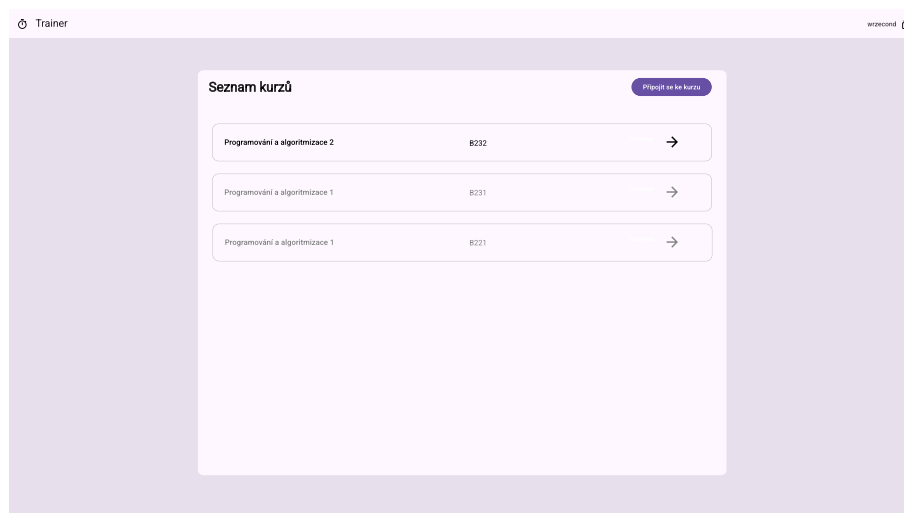 Trainer
wrzecond
Seznam kurzů
Připojit se ke kurzu
Programování a algoritmizace 2 B232
Programování a algoritmizace 1 B231
Programování a algoritmizace 1 B221